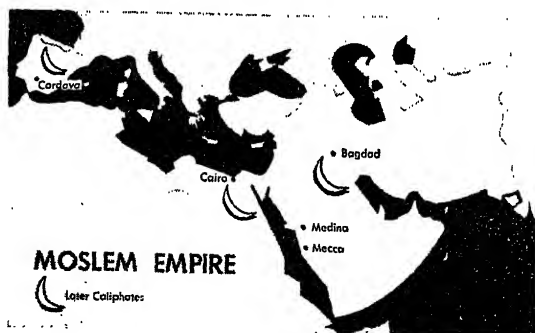 Cordova
Bagdad
Cairo
Medina
Mecca
MOSLEM EMPIRE
Later Caliphates